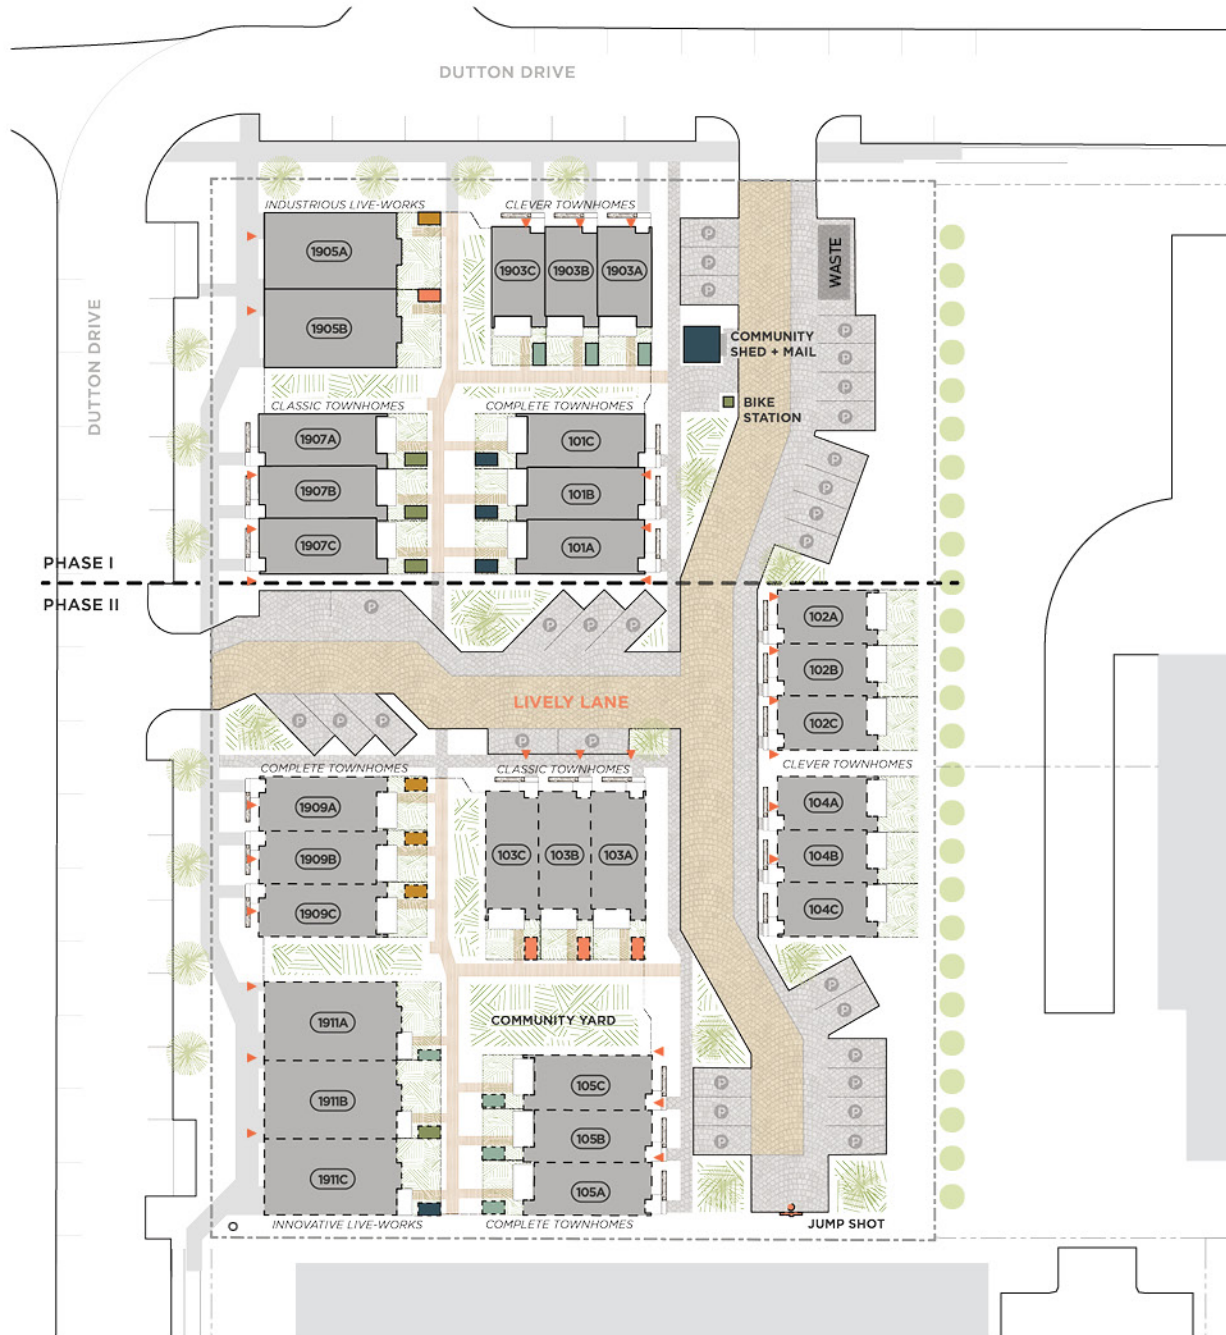 DUTTON DRIVE
INDUSTRIOUS LIVE-WORKS
CLEVER TOWNHOMES
1905A
1903C
1903B
1903A
P
P
P
WASTE
1905B
DUTTON DRIVE
COMMUNITY
SHED + MAIL
P
P
P
P
CLASSIC TOWNHOMES
COMPLETE TOWNHOMES
BIKE
STATION
1907A
101C
P
P
P
P
1907B
101B
1907C
101A
PHASE I
PHASE II
P
P
P
P
102A
102B
102C
LIVELY LANE
P
P
P
P
P
COMPLETE TOWNHOMES
CLASSIC TOWNHOMES
CLEVER TOWNHOMES
1909A
104A
1909B
103C
103B
103A
104B
1909C
104C
P
P
1911A
COMMUNITY YARD
P
P
P
P
105C
P
P
P
1911B
105B
1911C
105A
INNOVATIVE LIVE-WORKS
COMPLETE TOWNHOMES
JUMP SHOT